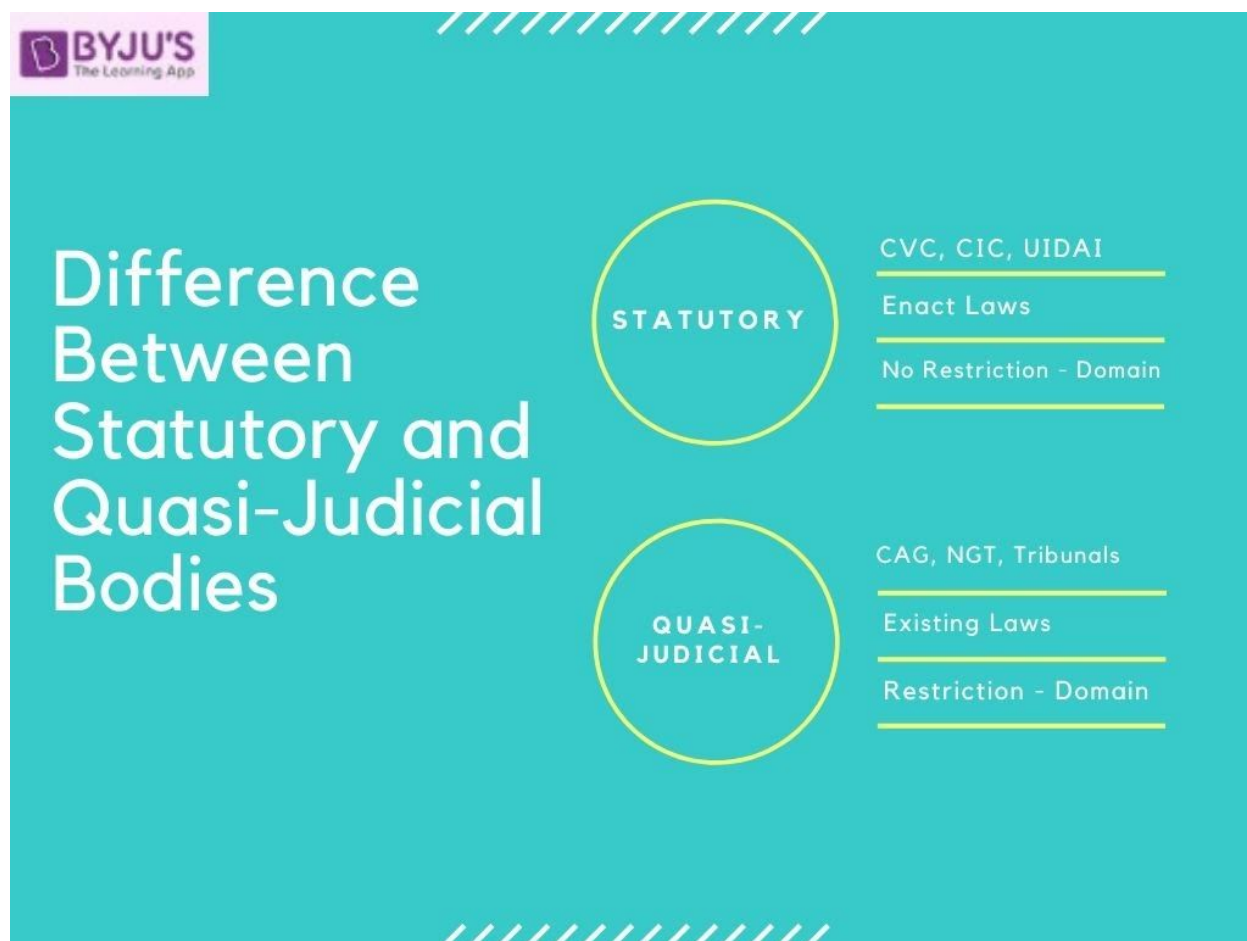 BYJU'S
The Learning App
Difference
Between
Statutory and
Quasi-Judicial
Bodies
STATUTORY
CVC, CIC, UIDAI
Enact Laws
No Restriction - Domain
QUASI-
JUDICIAL
CAG, NGT, Tribunals
Existing Laws
Restriction - Domain